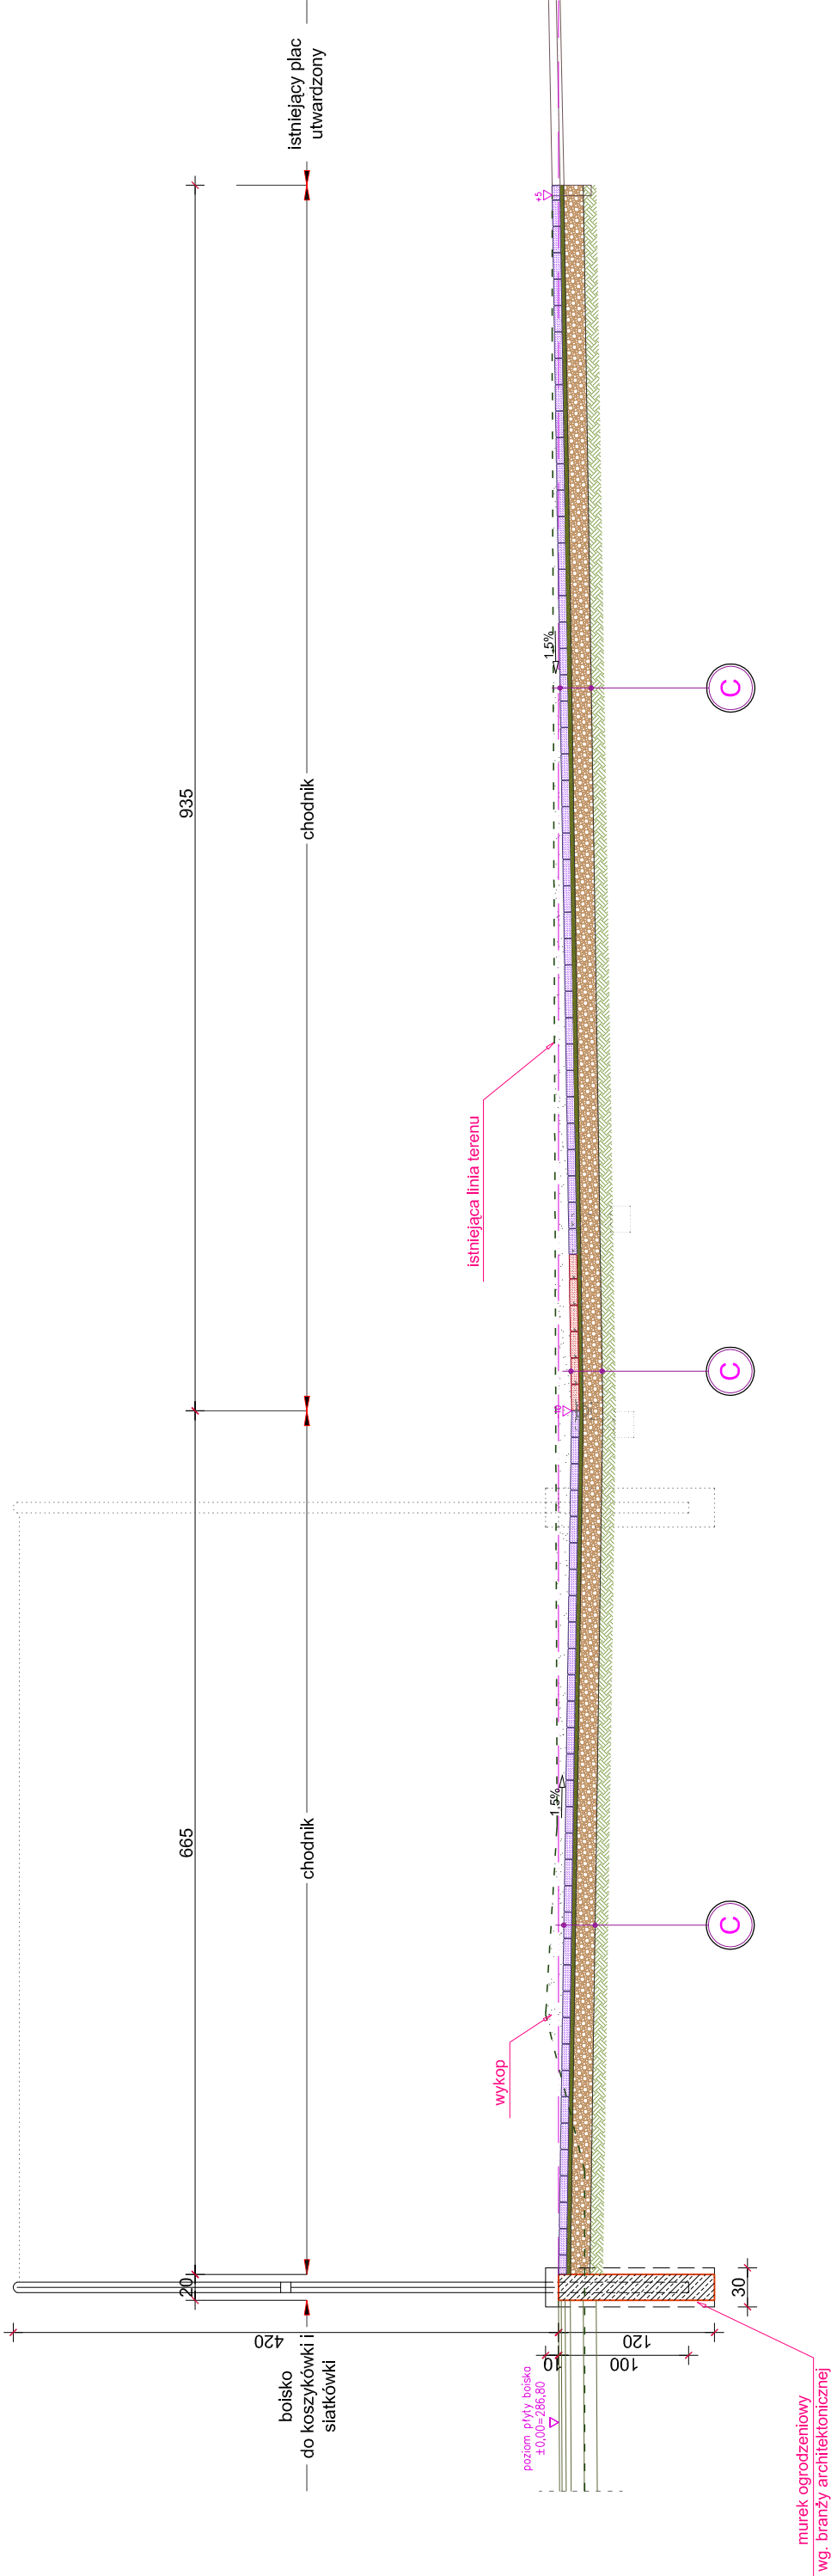 istniejący plac
utwardzony
+5
1,5%
C
935
chodnik
istniejąca linia terenu
C
1,5%
665
chodnik
C
wykop
20
30
420
120
10
100
boisko
do koszykówki i
siatkówki
poziom płyty boiska
±0,00=286,80
murek ogrodzeniowy
wg. branży architektonicznej